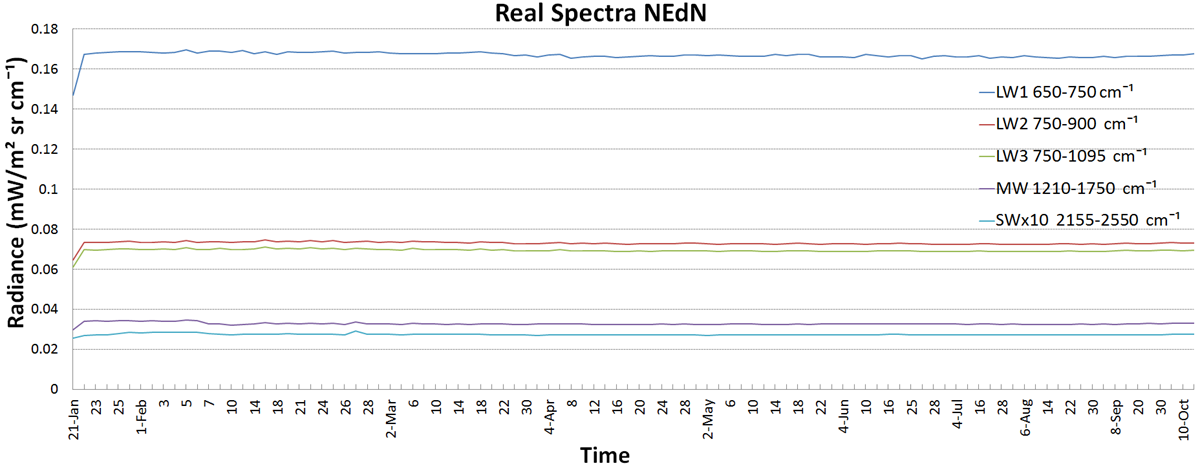 Real Spectra NEdN
Radiance (mW/m² sr cm⁻¹)
0.18
0.16
0.14
0.12
0.1
0.08
0.06
0.04
0.02
0
LW1 650-750 cm⁻¹
LW2 750-900 cm⁻¹
LW3 750-1095 cm⁻¹
MW 1210-1750 cm⁻¹
SWx10 2155-2550 cm⁻¹
21-Jan 23 25 1-Feb 3 5 7 10 14 18 21 24 26 28 2-Mar 6 10 14 18 22 30 4-Apr 8 12 16 20 24 28 2-May 6 10 14 18 22 4-Jun 10 16 22 28 4-Jul 16 28 6-Aug 14 22 30 8-Sep 20 30 10-Oct
Time